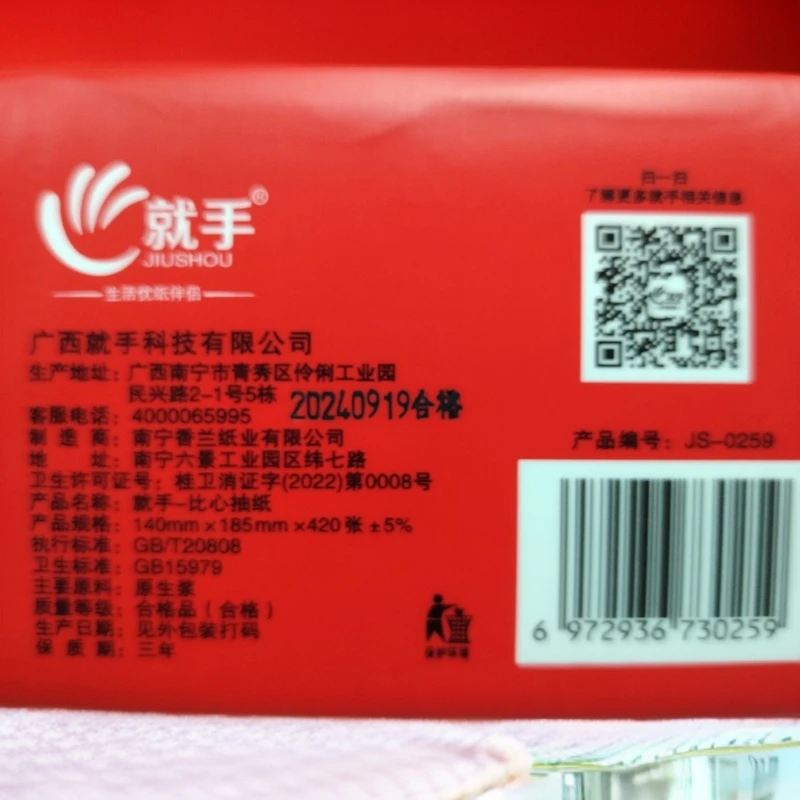 就手®
JIUSHOU
生活优纸伴侣
扫一扫
了解更多就手相关信息
广西就手科技有限公司
生产地址：广西南宁市青秀区伶俐工业园
民兴路2-1号5栋
20240919合格
客服电话：4000065995
制造商：南宁香兰纸业有限公司
地址：南宁六景工业园区纬七路
卫生许可证号：桂卫消证字(2022)第0008号
产品名称：就手-比心抽纸
产品规格：140mm×185mm×420张±5%
执行标准：GB/T20808
卫生标准：GB15979
主要原料：原生浆
质量等级：合格品（合格）
生产日期：见外包装打码
保质期：三年
保护环境
产品编号：JS-0259
6 972936 730259